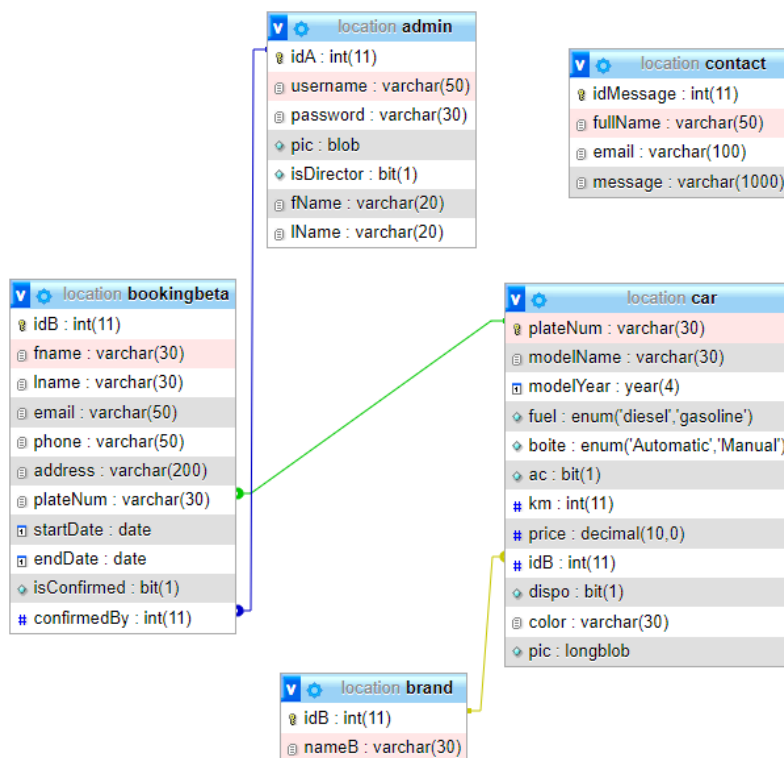 location admin
idA : int(11)
username : varchar(50)
password : varchar(30)
pic : blob
isDirector : bit(1)
fName : varchar(20)
lName : varchar(20)
location contact
idMessage : int(11)
fullName : varchar(50)
email : varchar(100)
message : varchar(1000)
location bookingbeta
idB : int(11)
fname : varchar(30)
lname : varchar(30)
email : varchar(50)
phone : varchar(50)
address : varchar(200)
plateNum : varchar(30)
startDate : date
endDate : date
isConfirmed : bit(1)
# confirmedBy : int(11)
location car
plateNum : varchar(30)
modelName : varchar(30)
modelYear : year(4)
fuel : enum('diesel','gasoline')
boite : enum('Automatic','Manual')
ac : bit(1)
# km : int(11)
# price : decimal(10,0)
# idB : int(11)
dispo : bit(1)
color : varchar(30)
pic : longblob
location brand
idB : int(11)
nameB : varchar(30)